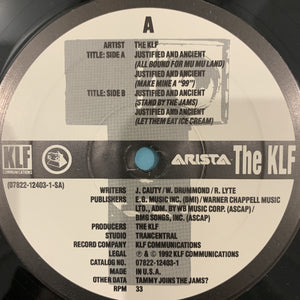 A
ARTIST THE KLF
TITLE: SIDE A JUSTIFIED AND ANCIENT
(ALL BOUND FOR MU MU LAND)
JUSTIFIED AND ANCIENT
(MAKE MINE A "99")
TITLE: SIDE B JUSTIFIED AND ANCIENT
(STAND BY THE JAMS)
JUSTIFIED AND ANCIENT
(LET THEM EAT ICE CREAM)
KLF
COMMUNICATIONS
ARISTA The KLF
(07822-12403-1-SA)
WRITERS J. CAUTY/W. DRUMMOND/R. LYTE
PUBLISHERS E.G. MUSIC INC. (BMI)/WARNER CHAPPELL MUSIC
LTD., ADM. BY WB MUSIC CORP. (ASCAP)/
BMG SONGS, INC. (ASCAP)
PRODUCERS THE KLF
STUDIO TRANCENTRAL
RECORD COMPANY KLF COMMUNICATIONS
LEGAL ℗ & © 1992 KLF COMMUNICATIONS
CATALOG NO. 07822-12403-1
MADE IN U.S.A.
OTHER DATA TAMMY JOINS THE JAMS?
RPM 33